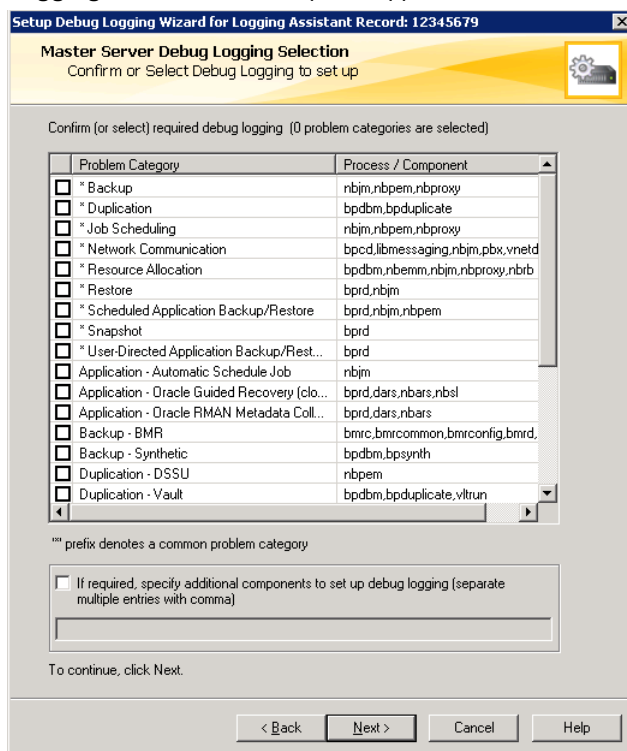 Setup Debug Logging Wizard for Logging Assistant Record: 12345679
Master Server Debug Logging Selection
Confirm or Select Debug Logging to set up
Confirm (or select) required debug logging (0 problem categories are selected)
Problem Category Process / Component
* Backup nbjm,nbpem,nbproxy
* Duplication bpdbm,bpduplicate
* Job Scheduling nbjm,nbpem,nbproxy
* Network Communication bpcd,libmessaging,nbjm,pbx,vnetd
* Resource Allocation bpdbm,nbemm,nbjm,nbproxy,nbrb
* Restore bprd,nbjm
* Scheduled Application Backup/Restore bprd,nbjm,nbpem
* Snapshot bprd
* User-Directed Application Backup/Rest... bprd
Application - Automatic Schedule Job nbjm
Application - Oracle Guided Recovery (clo... bprd,dars,nbars,nbsl
Application - Oracle RMAN Metadata Coll... bprd,dars,nbars
Backup - BMR bmrc,bmrcommon,bmrconfig,bmrd,
Backup - Synthetic bpdbm,bpsynth
Duplication - DSSU nbpem
Duplication - Vault bpdbm,bpduplicate,vltrun
"*" prefix denotes a common problem category
If required, specify additional components to set up debug logging (separate
multiple entries with comma)
To continue, click Next.
< Back Next > Cancel Help